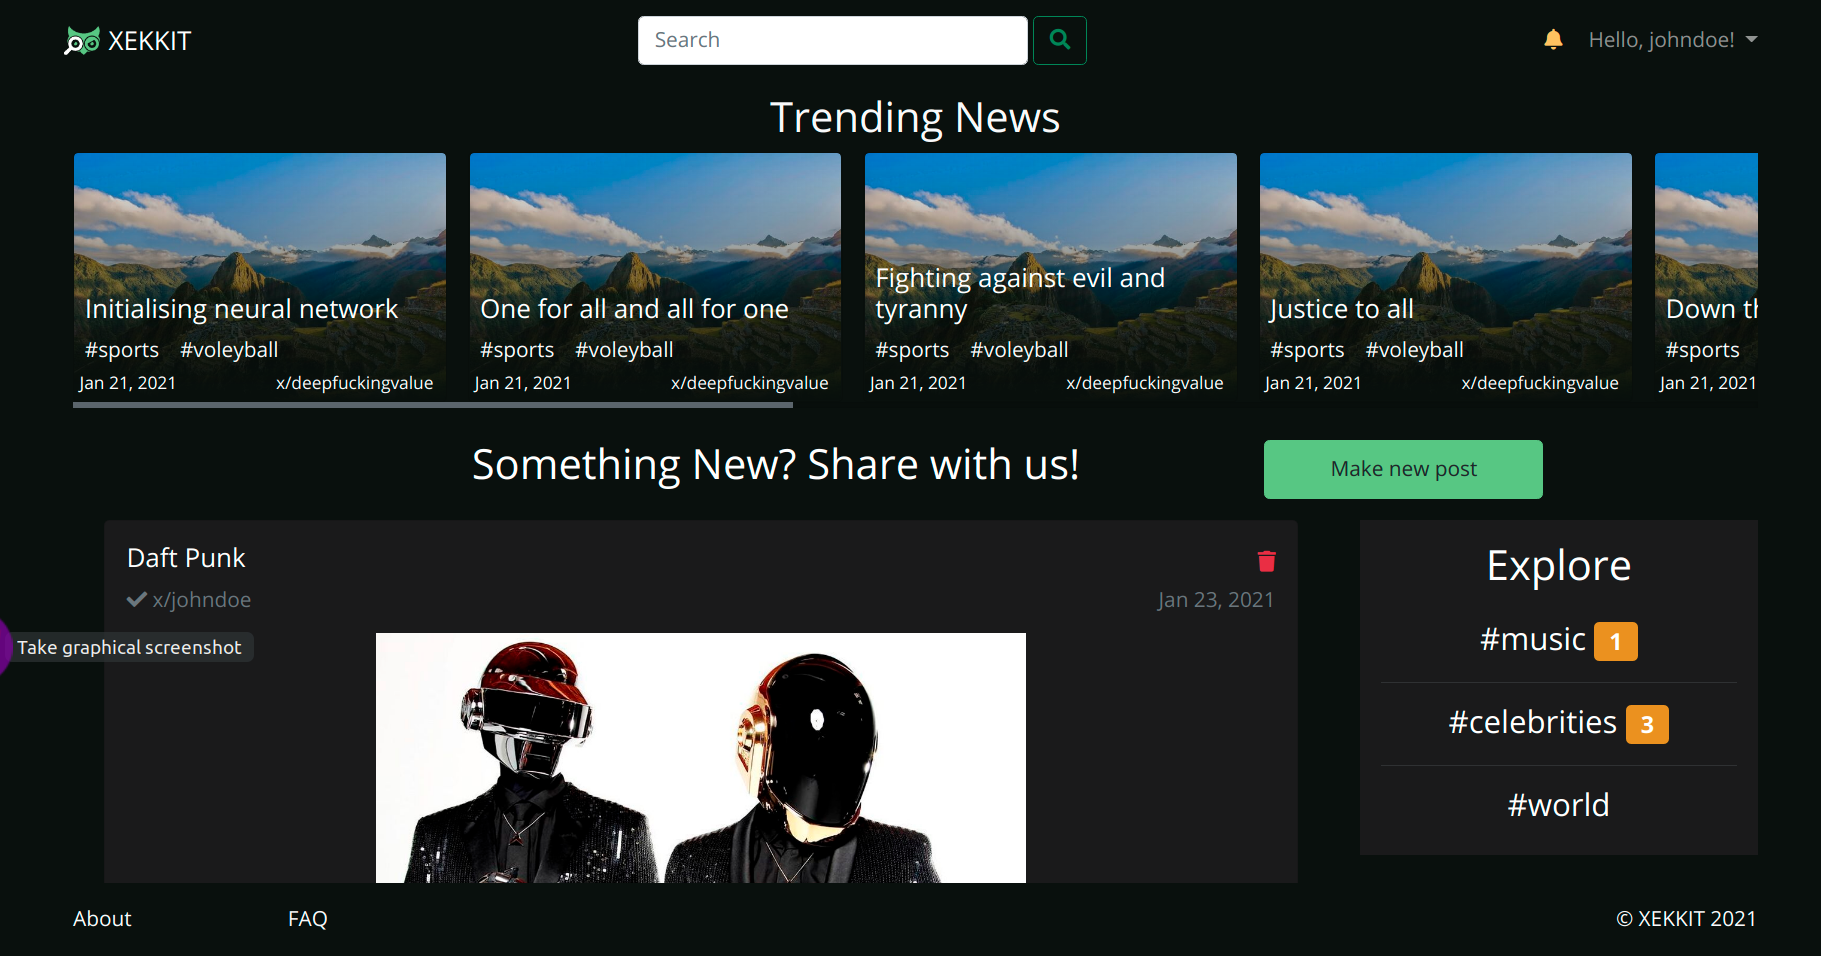 XEKKIT
Search
Hello, johndoe!
Trending News
Initialising neural network
#sports #voleyball
Jan 21, 2021 x/deepfuckingvalue
One for all and all for one
#sports #voleyball
Jan 21, 2021 x/deepfuckingvalue
Fighting against evil and
tyranny
#sports #voleyball
Jan 21, 2021 x/deepfuckingvalue
Justice to all
#sports #voleyball
Jan 21, 2021 x/deepfuckingvalue
Down
#sports
Jan 21, 2021
Something New? Share with us!
Make new post
Daft Punk
x/johndoe
Jan 23, 2021
Take graphical screenshot
Explore
#music 1
#celebrities 3
#world
About
FAQ
© XEKKIT 2021